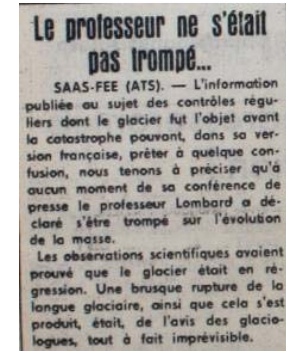 Le professeur ne s'était
pas trompé...
SAAS-FEE (ATS). — L'information
publiée au sujet des contrôles régu-
liers dont le glacier fut l'objet avant
la catastrophe pouvant, dans sa ver-
sion française, prêter à quelque con-
fusion, nous tenons à préciser qu'à
aucun moment de sa conférence de
presse le professeur Lombard a dé-
claré s'être trompé sur l'évolution
de la masse.
Les observations scientifiques avaient
prouvé que le glacier était en ré-
gression. Une brusque rupture de la
langue glaciaire, ainsi que cela s'est
produit, était, de l'avis des glacio-
logues, tout à fait imprévisible.